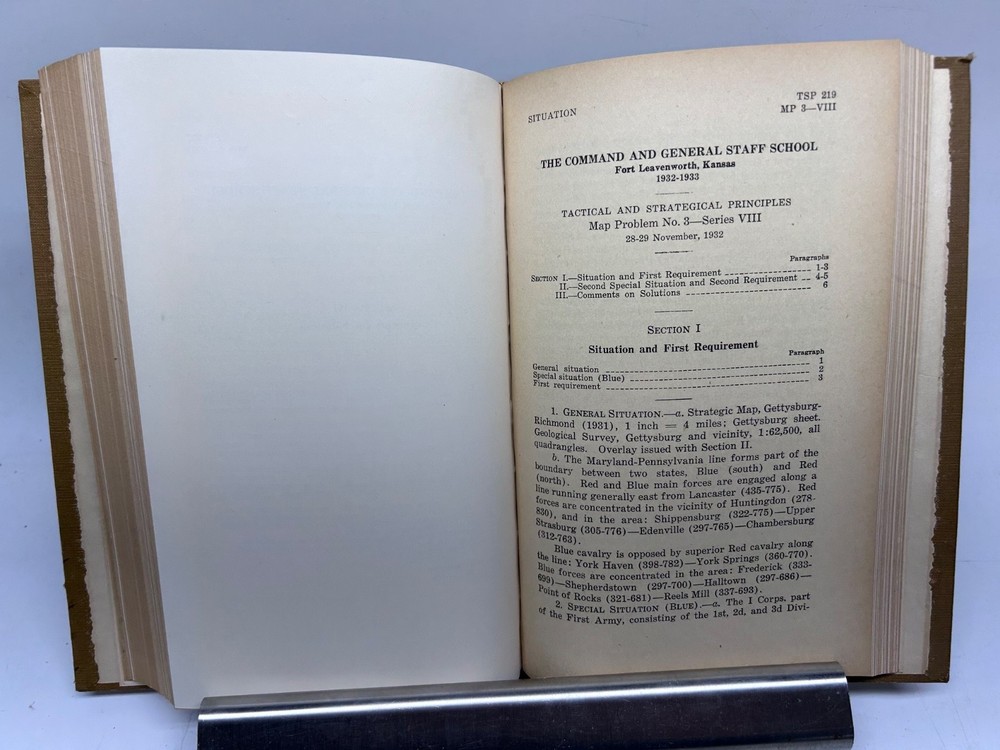 SITUATION
TSP 219
MP 3—VIII
THE COMMAND AND GENERAL STAFF SCHOOL
Fort Leavenworth, Kansas
1932-1933
TACTICAL AND STRATEGICAL PRINCIPLES
Map Problem No. 3—Series VIII
28-29 November, 1932
Paragraphs
SECTION I.—Situation and First Requirement 1-3
II.—Second Special Situation and Second Requirement 4-5
III.—Comments on Solutions 6
SECTION I
Situation and First Requirement
Paragraph
General situation 1
Special situation (Blue) 2
First requirement 3
1. GENERAL SITUATION.—a. Strategic Map, Gettysburg-
Richmond (1931), 1 inch = 4 miles; Gettysburg sheet.
Geological Survey, Gettysburg and vicinity, 1:62,500, all
quadrangles. Overlay issued with Section II.
b. The Maryland-Pennsylvania line forms part of the
boundary between two states, Blue (south) and Red
(north). Red and Blue main forces are engaged along a
line running generally east from Lancaster (435-775). Red
forces are concentrated in the vicinity of Huntingdon (278-
830), and in the area: Shippensburg (322-775)—Upper
Strasburg (305-776)—Edenville (297-765)—Chambersburg
(312-763).
Blue cavalry is opposed by superior Red cavalry along
the line: York Haven (398-782)—York Springs (360-770).
Blue forces are concentrated in the area: Frederick (333-
699)—Shepherdstown (297-700)—Halltown (297-686)—
Point of Rocks (321-681)—Reels Mill (337-693).
2. SPECIAL SITUATION (BLUE).—a. The I Corps, part
of the First Army, consisting of the 1st, 2d, and 3d Divi-